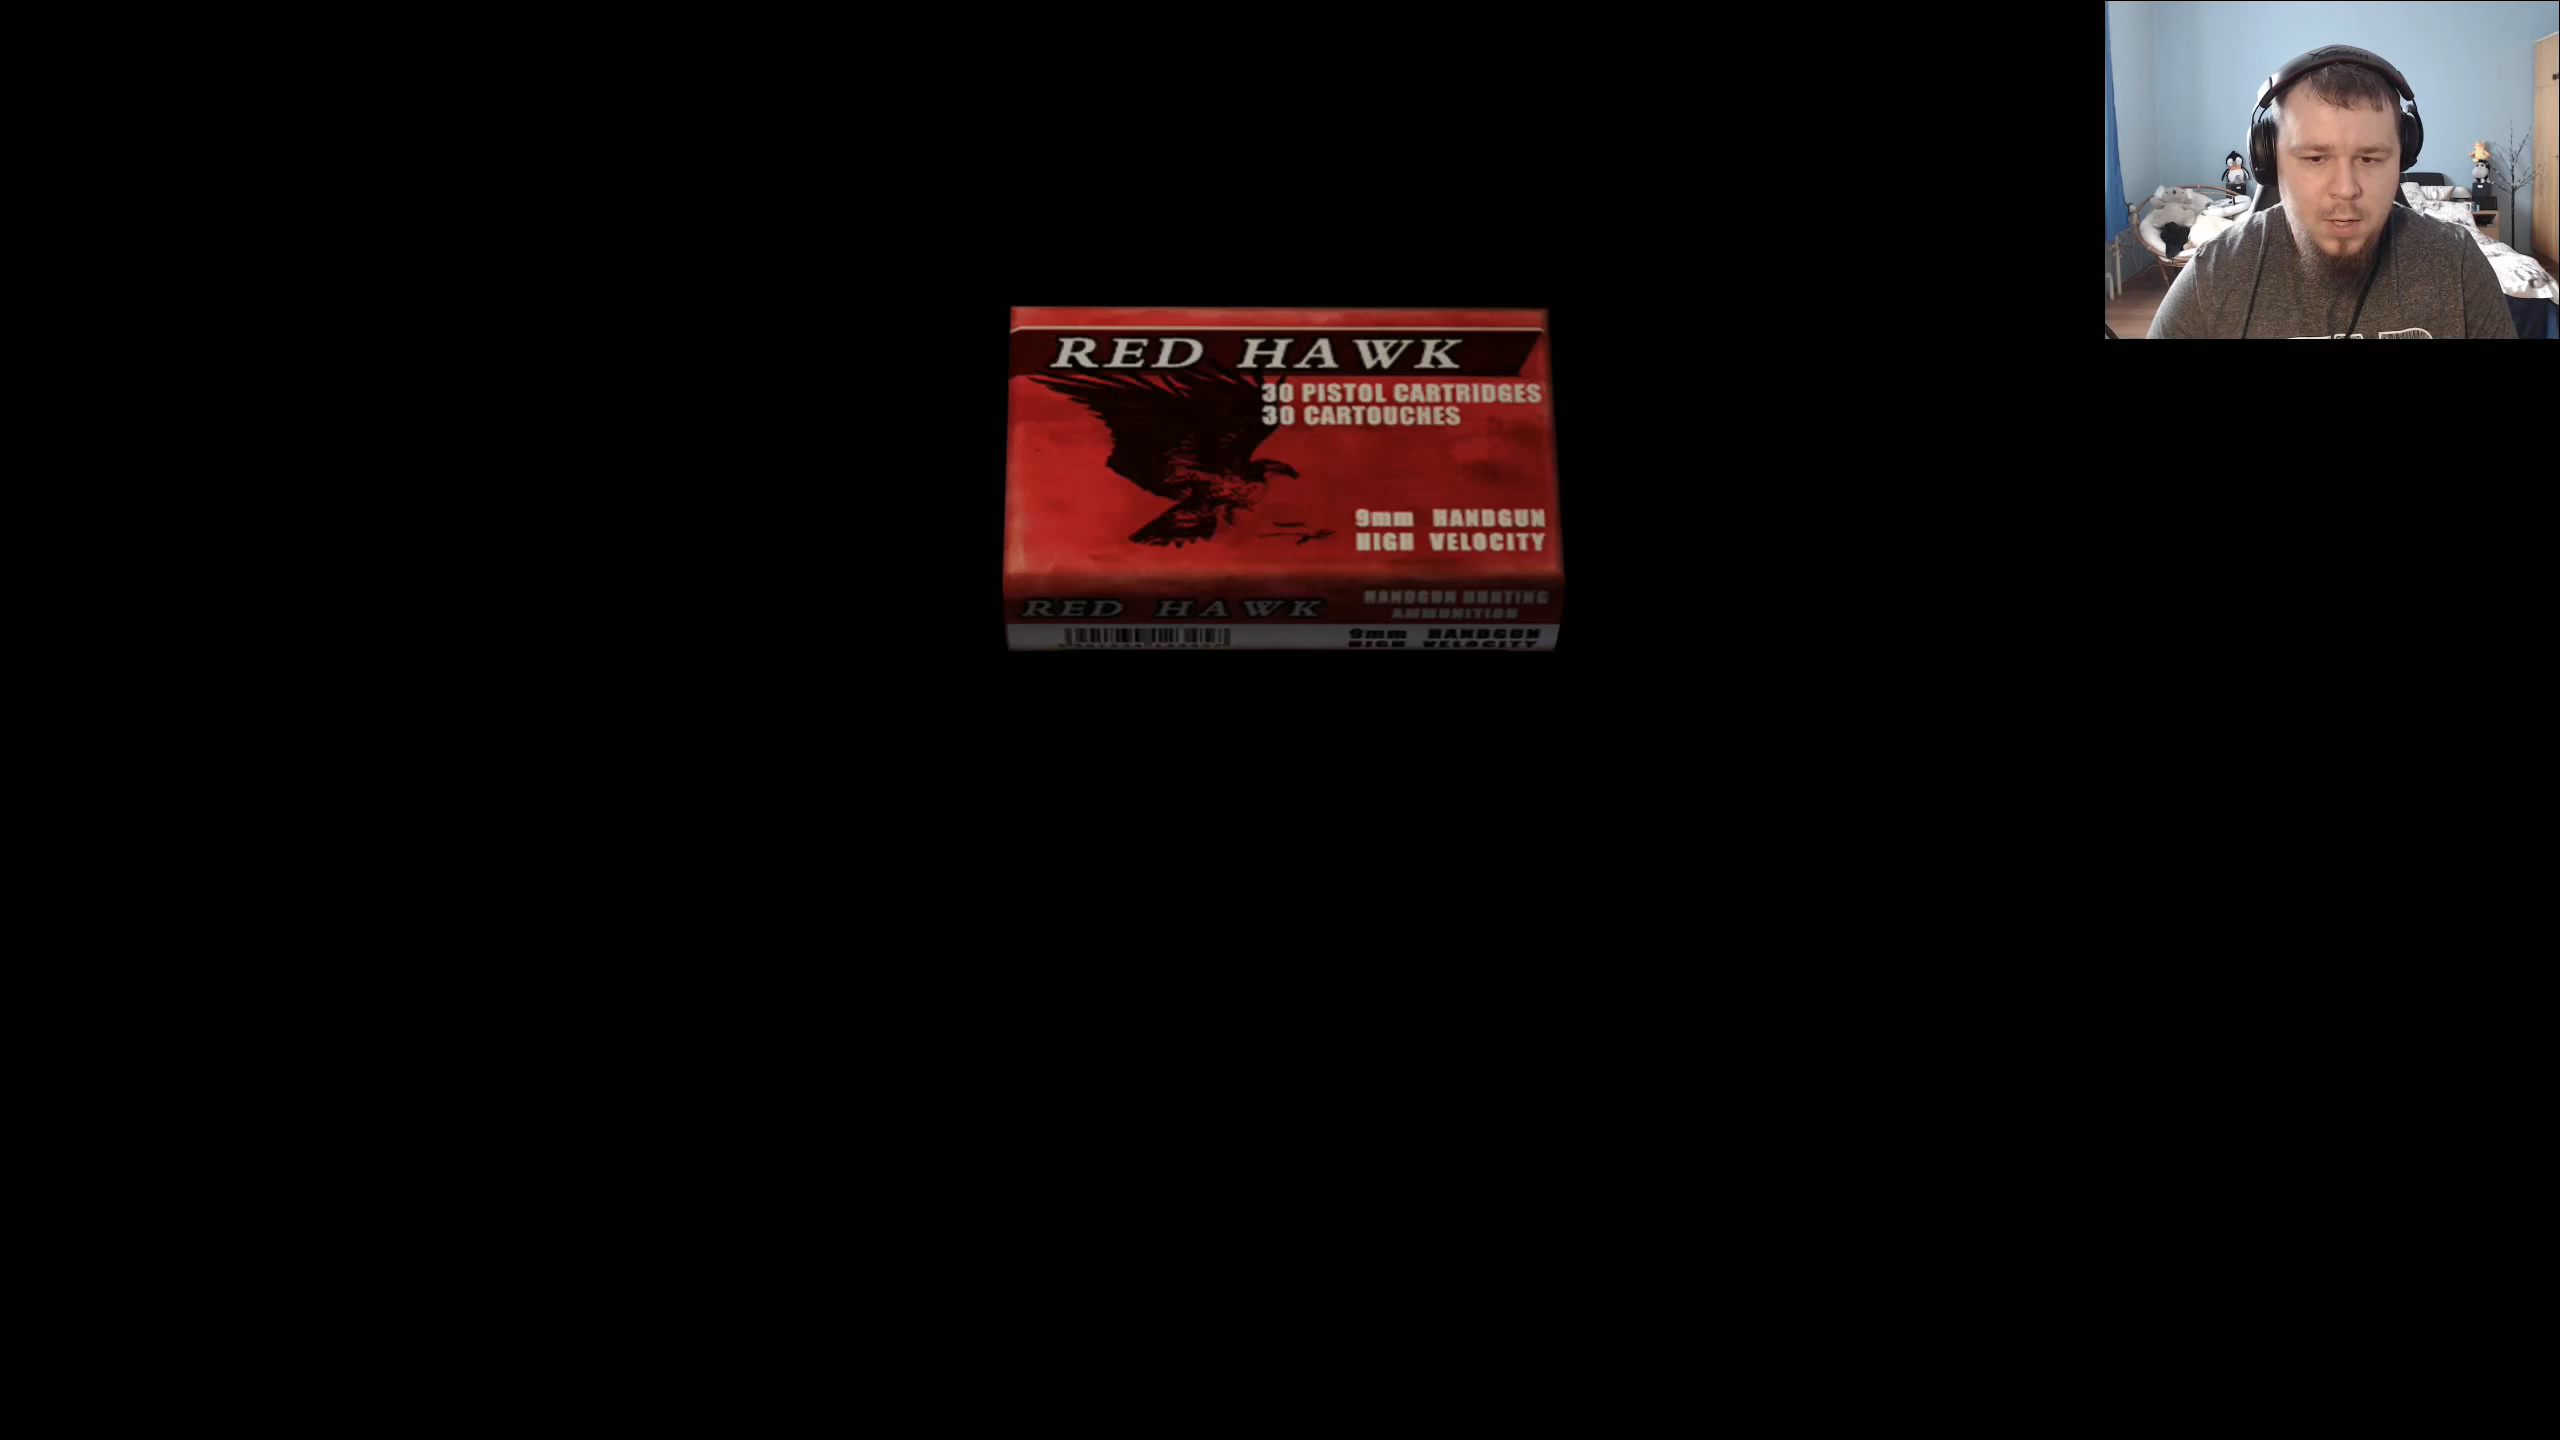 RED HAWK
30 PISTOL CARTRIDGES
30 CARTOUCHES
9mm HANDGUN
HIGH VELOCITY
RED HAWK
HANDGUN HUNTING
AMMUNITION
9mm HANDGUN
HIGH VELOCITY